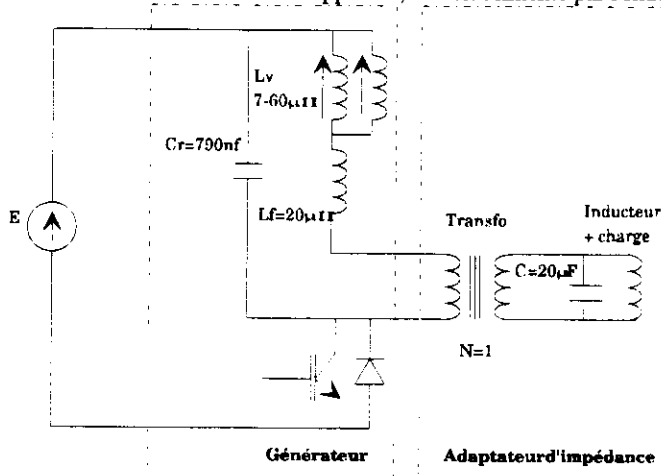 Lv
7-60µH
Cr=790nf
E
Lf=20µH
Transfo
Inducteur
+ charge
C=20µF
N=1
Générateur
Adaptateurd'impédance